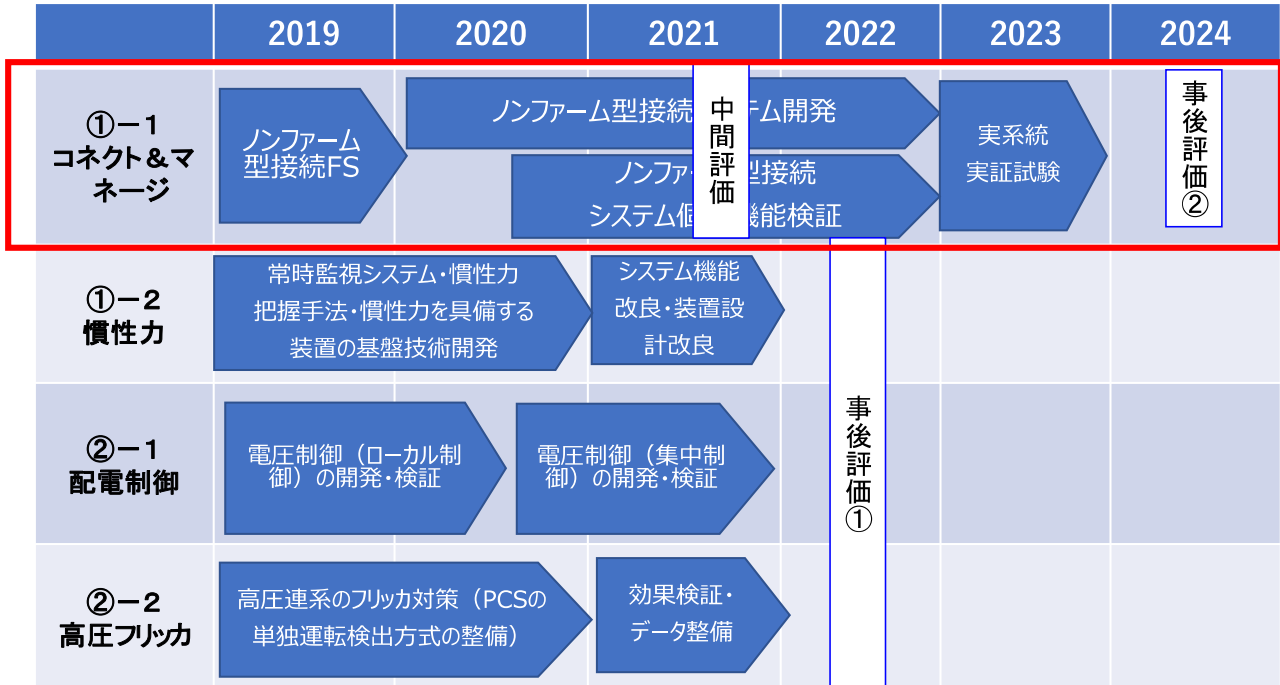 2019 2020 2021 2022 2023 2024
①－１
コネクト＆マ
ネージ
ノンファーム
型接続FS
ノンファーム型接続 テム開発
ノンファ 型接続
システム個 機能検証
中間評価
実系統
実証試験
事後評価②
①－２
慣性力
常時監視システム・慣性力
把握手法・慣性力を具備する
装置の基盤技術開発
システム機能
改良・装置設
計改良
事後評価①
②－１
配電制御
電圧制御（ローカル制
御）の開発・検証
電圧制御（集中制
御）の開発・検証
②－２
高圧フリッカ
高圧連系のフリッカ対策（PCSの
単独運転検出方式の整備）
効果検証・
データ整備